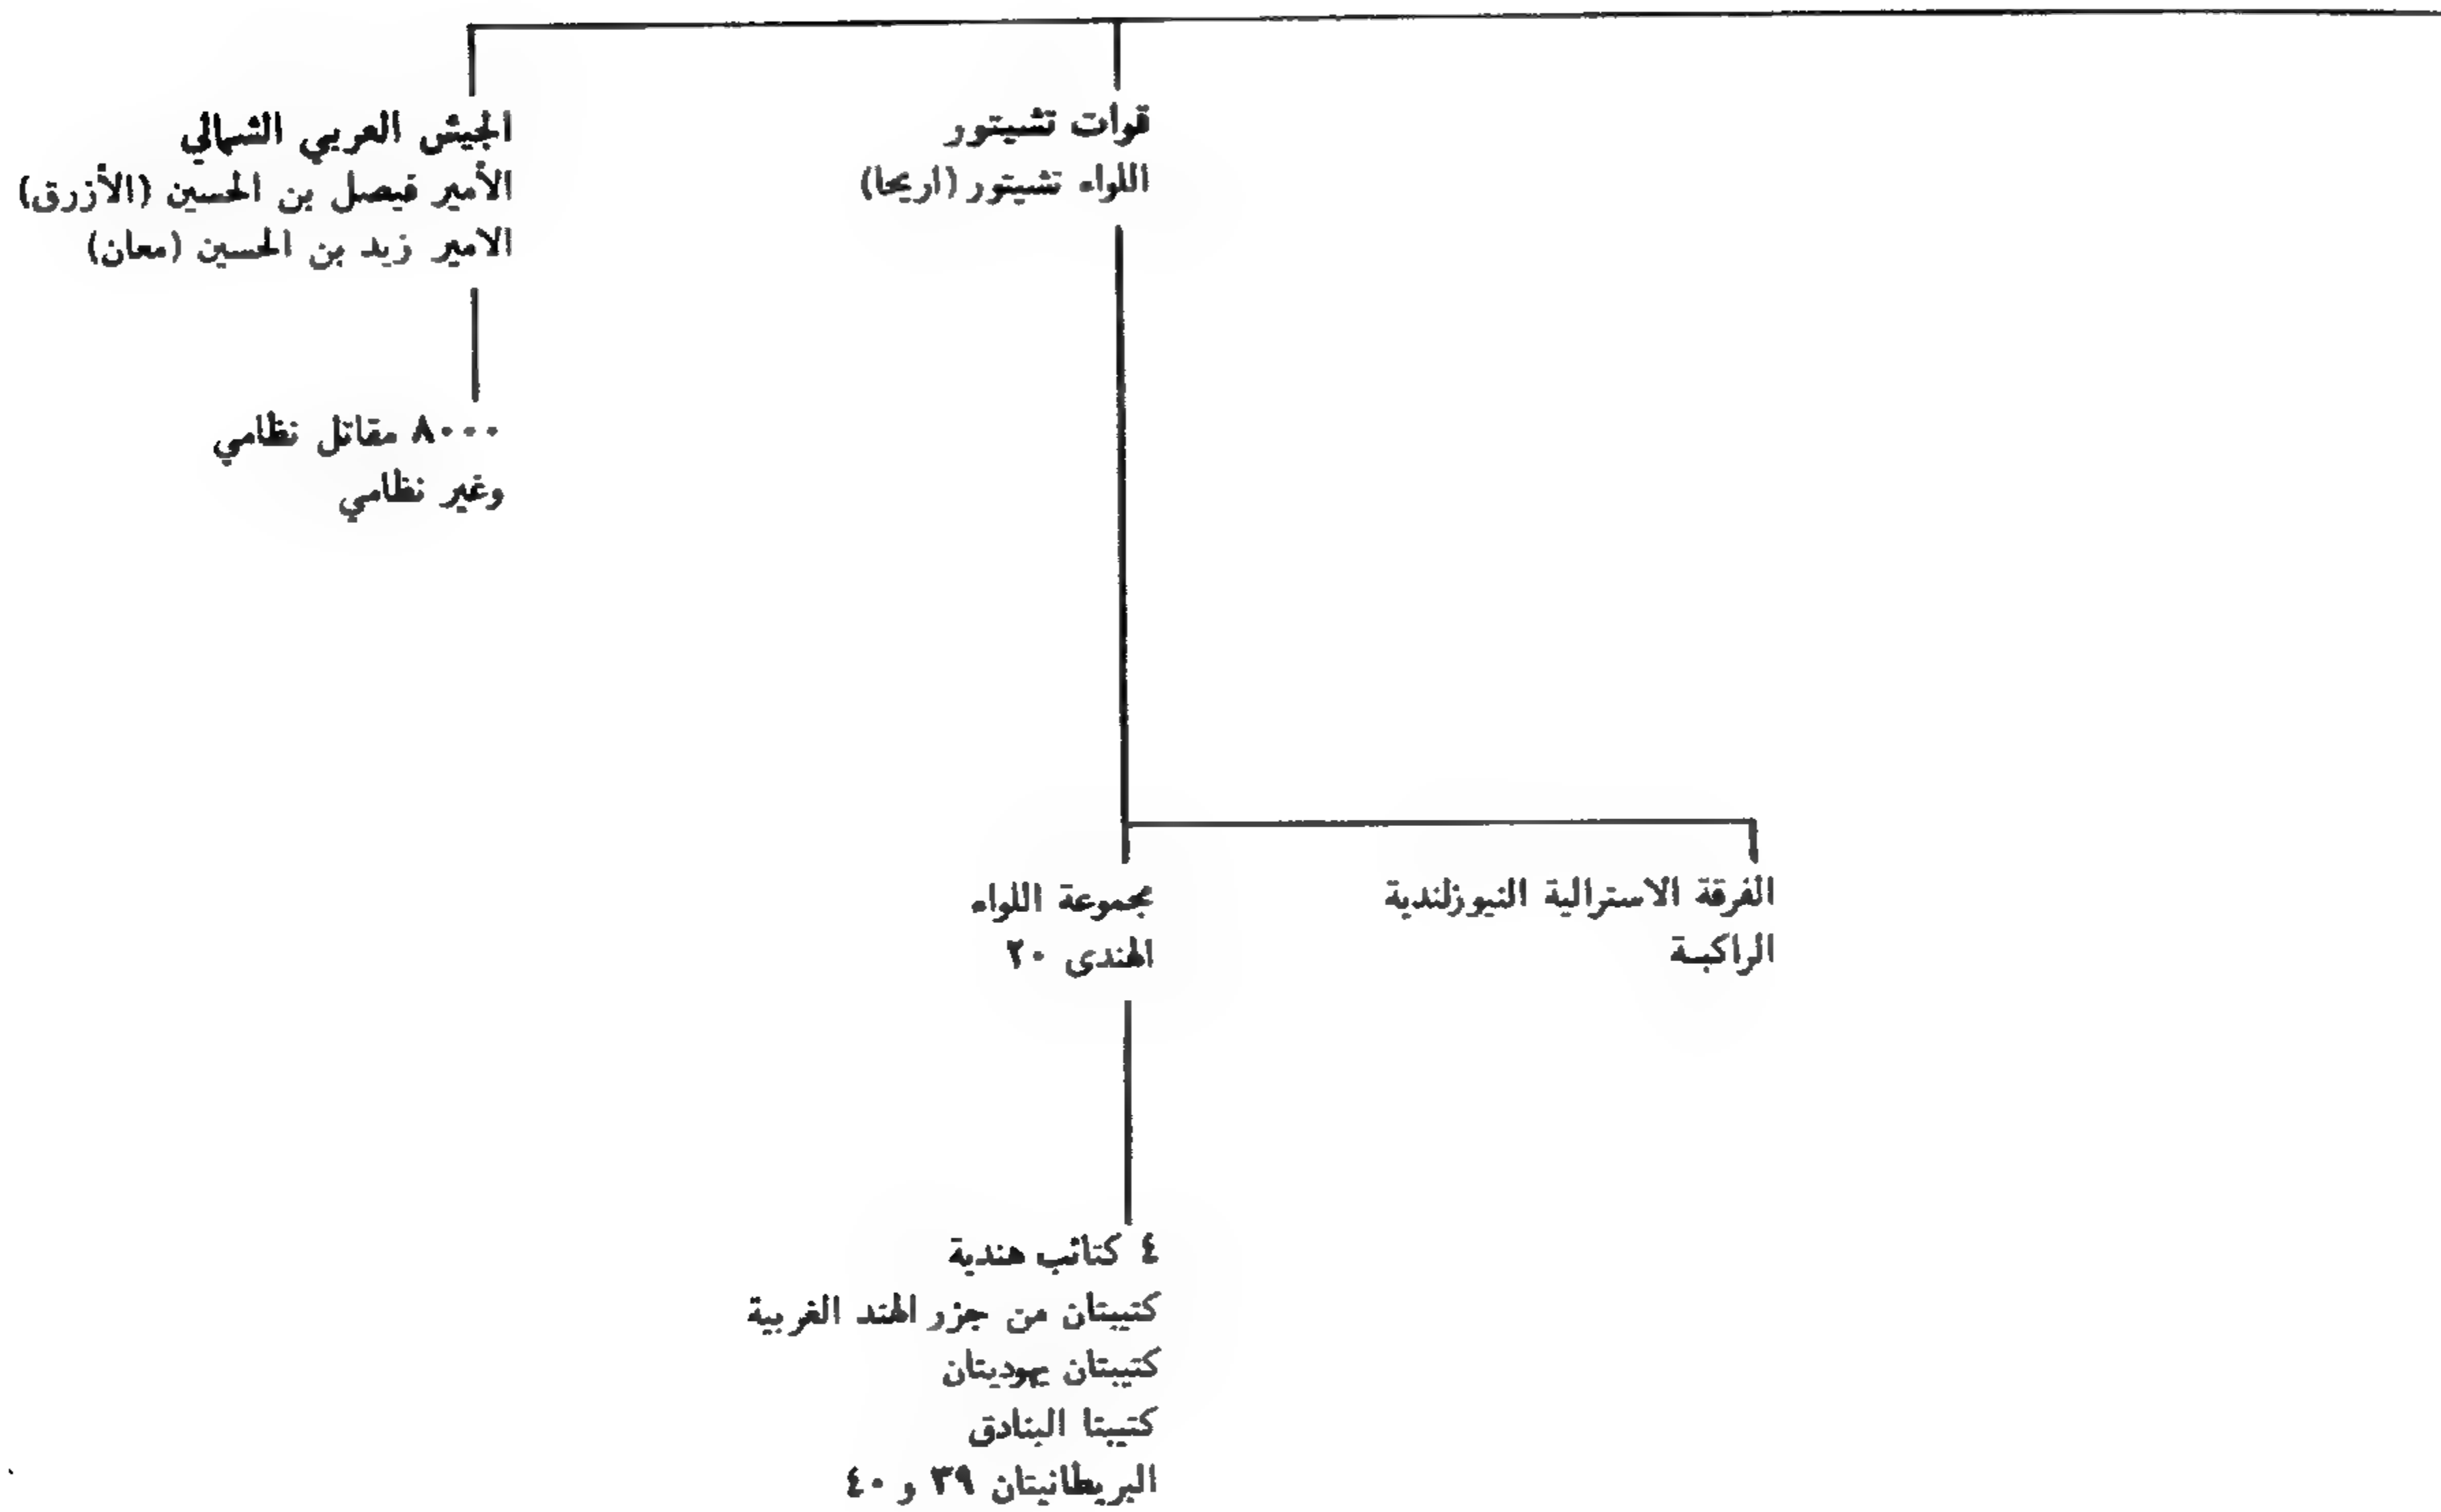 قوات تشيتور
اللواء تشيتور (اريحا)
الفرقة الاسترالية النيوزلندية
الراكبة
مجموعة اللواء
الهندى ٢٠
٤ كتائب هندية
كتيبتان من جزر الهند الغربية
كتيبتان يهوديتان
كتيبتا البنادق
البريطانيتان ٣٩ و ٤٠
الجيش العربي الشمالي
الأمير فيصل بن الحسين (الأزرق)
الامير زيد بن الحسين (معان)
٨٠٠٠ مقاتل نظامي
وغير نظامي